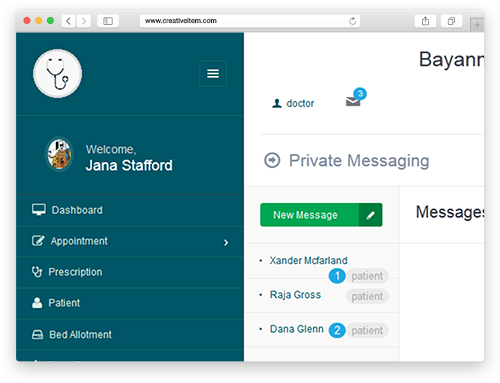 www.creativeitem.com
Bayann
doctor
3
Private Messaging
Welcome,
Jana Stafford
Dashboard
Appointment
Prescription
Patient
Bed Allotment
New Message
Messages
Xander Mcfarland
1 patient
Raja Gross
patient
Dana Glenn
2 patient